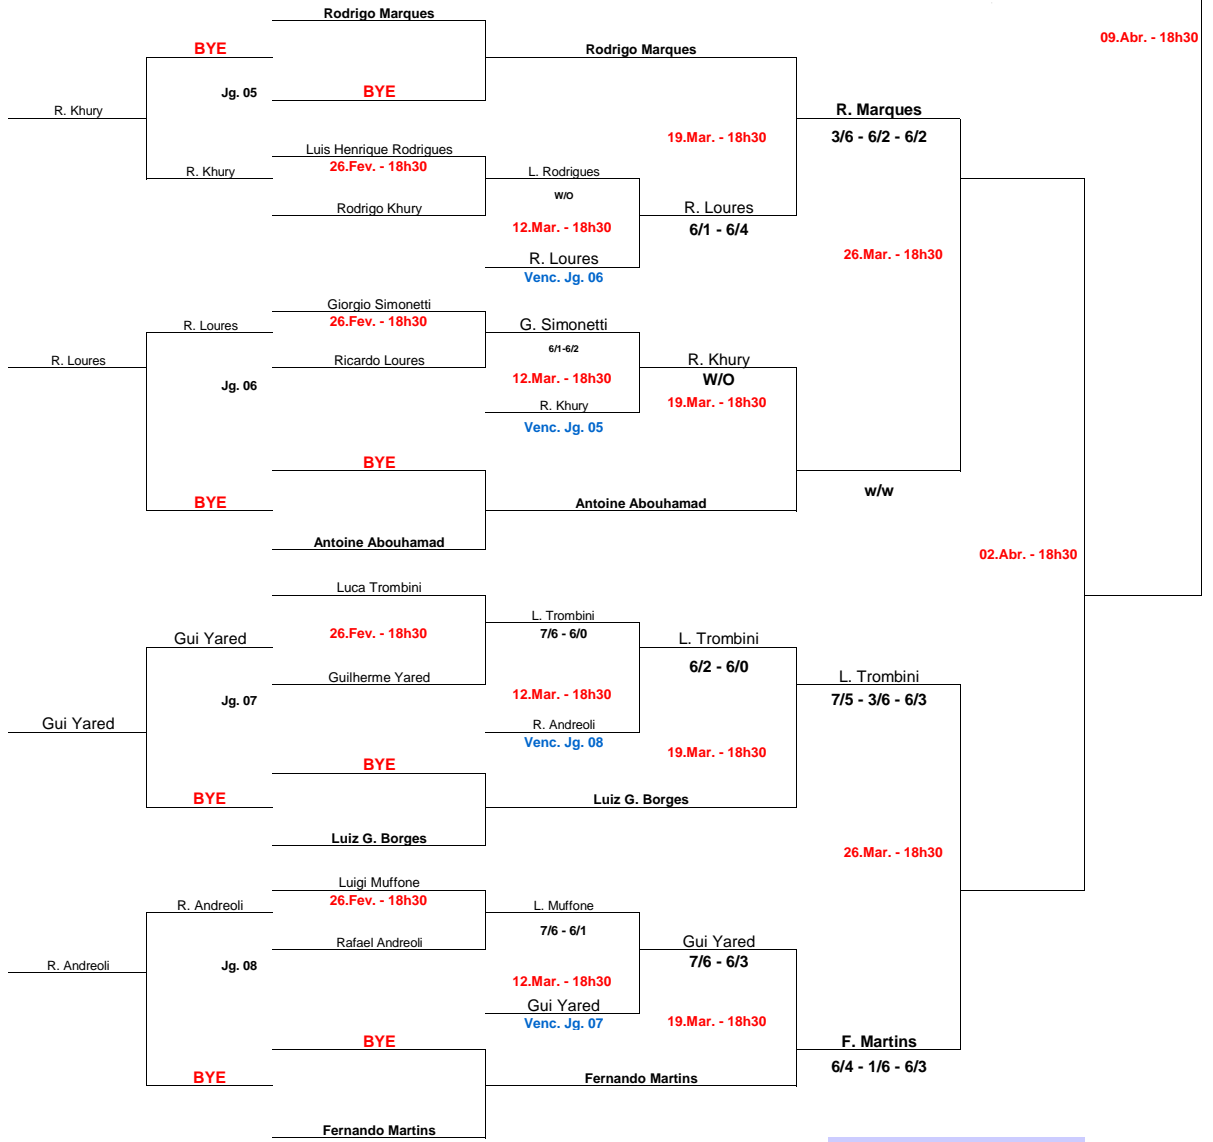 Rodrigo Marques
09.Abr. - 18h30
BYE
Rodrigo Marques
Jg. 05
BYE
R. Khury
R. Marques
3/6 - 6/2 - 6/2
19.Mar. - 18h30
Luis Henrique Rodrigues
26.Fev. - 18h30
R. Khury
L. Rodrigues
W/O
Rodrigo Khury
R. Loures
12.Mar. - 18h30
6/1 - 6/4
R. Loures
26.Mar. - 18h30
Venc. Jg. 06
Giorgio Simonetti
R. Loures
26.Fev. - 18h30
G. Simonetti
6/1-6/2
R. Loures
Ricardo Loures
R. Khury
Jg. 06
12.Mar. - 18h30
W/O
R. Khury
19.Mar. - 18h30
Venc. Jg. 05
BYE
w/w
BYE
Antoine Abouhamad
Antoine Abouhamad
02.Abr. - 18h30
Luca Trombini
L. Trombini
Gui Yared
26.Fev. - 18h30
7/6 - 6/0
L. Trombini
6/2 - 6/0
Guilherme Yared
L. Trombini
Jg. 07
12.Mar. - 18h30
7/5 - 3/6 - 6/3
Gui Yared
R. Andreoli
Venc. Jg. 08
19.Mar. - 18h30
BYE
BYE
Luiz G. Borges
Luiz G. Borges
26.Mar. - 18h30
Luigi Muffone
26.Fev. - 18h30
R. Andreoli
L. Muffone
7/6 - 6/1
Rafael Andreoli
Gui Yared
R. Andreoli
Jg. 08
7/6 - 6/3
12.Mar. - 18h30
Gui Yared
Venc. Jg. 07
19.Mar. - 18h30
BYE
F. Martins
6/4 - 1/6 - 6/3
BYE
Fernando Martins
Fernando Martins